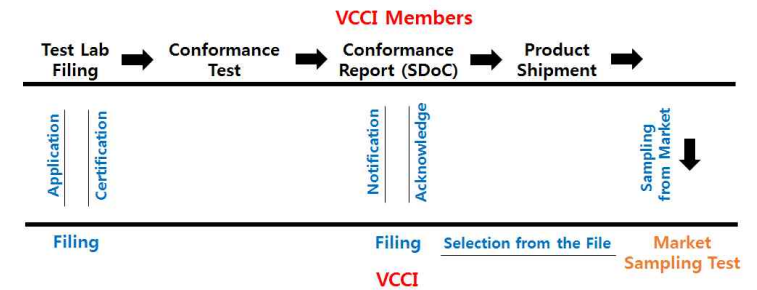 VCCI Members
Test Lab
Filing
Conformance
Test
Conformance
Report (SDoC)
Product
Shipment
Application
Certification
Notification
Acknowledge
Sampling
from Market
Filing
Filing
Selection from the File
Market
Sampling Test
VCCI